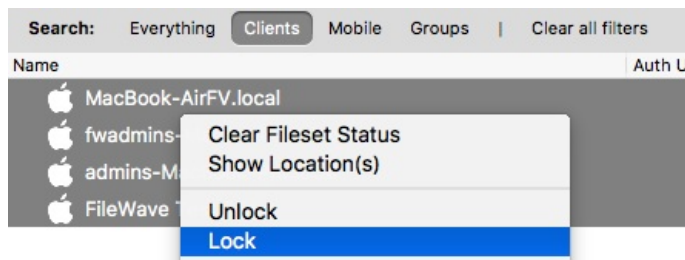 Search: Everything Clients Mobile Groups | Clear all filters
Name Auth U
MacBook-AirFV.local
fwadmins-
Clear Fileset Status
Show Location(s)
admins-M
FileWave
Unlock
Lock